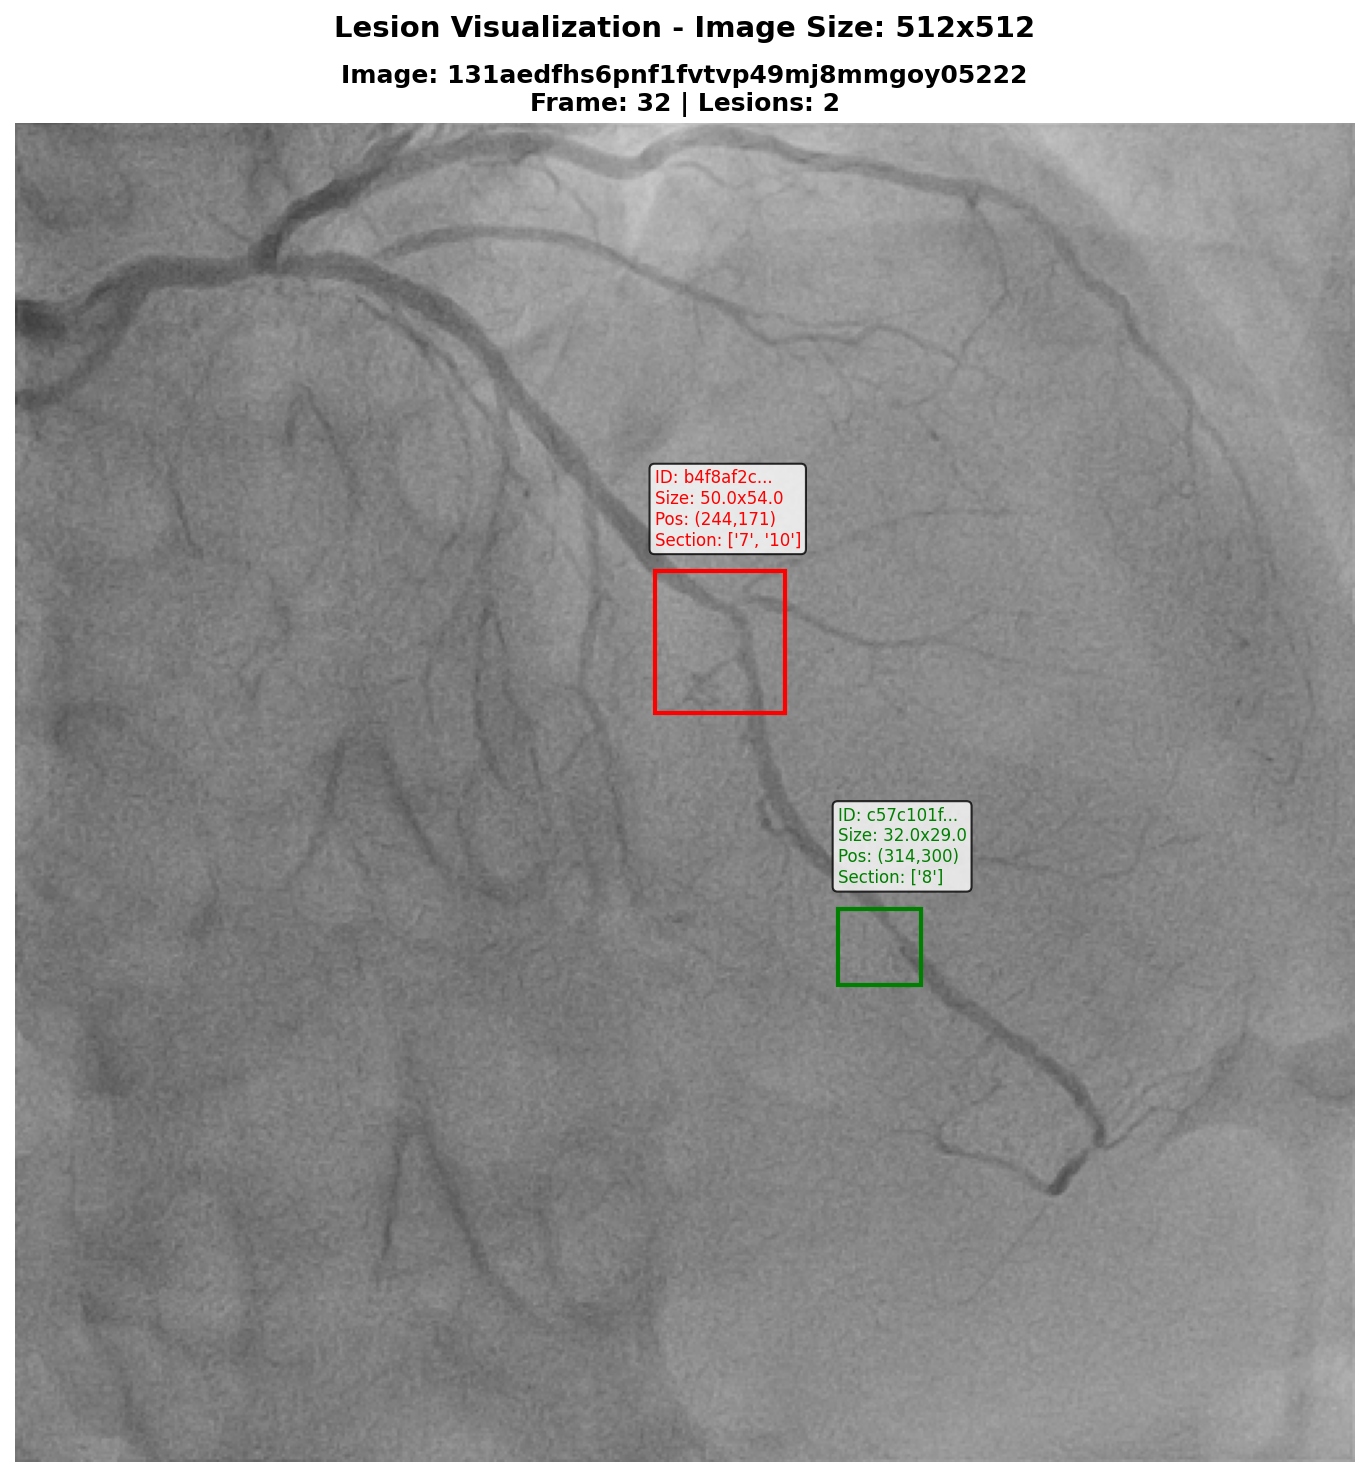 Lesion Visualization - Image Size: 512x512
Image: 131aedfhs6pnf1fvtvp49mj8mmgoy05222
Frame: 32 | Lesions: 2
ID: b4f8af2c...
Size: 50.0x54.0
Pos: (244,171)
Section: ['7', '10']
ID: c57c101f...
Size: 32.0x29.0
Pos: (314,300)
Section: ['8']